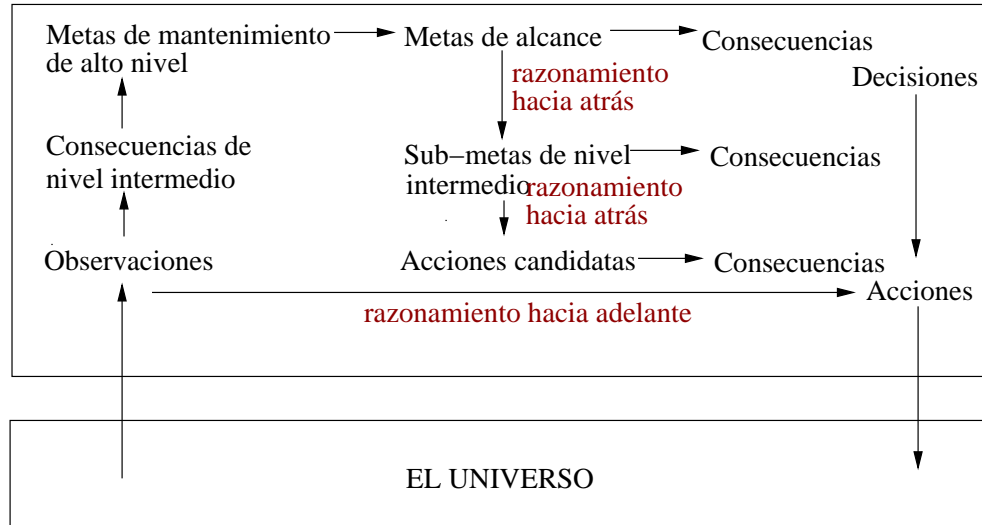 Metas de mantenimiento
de alto nivel
Metas de alcance
Consecuencias
razonamiento
hacia atrás
Decisiones
Consecuencias de
nivel intermedio
Sub−metas de nivel
intermedio
Consecuencias
razonamiento
hacia atrás
Observaciones
Acciones candidatas
Consecuencias
Acciones
razonamiento hacia adelante
EL UNIVERSO